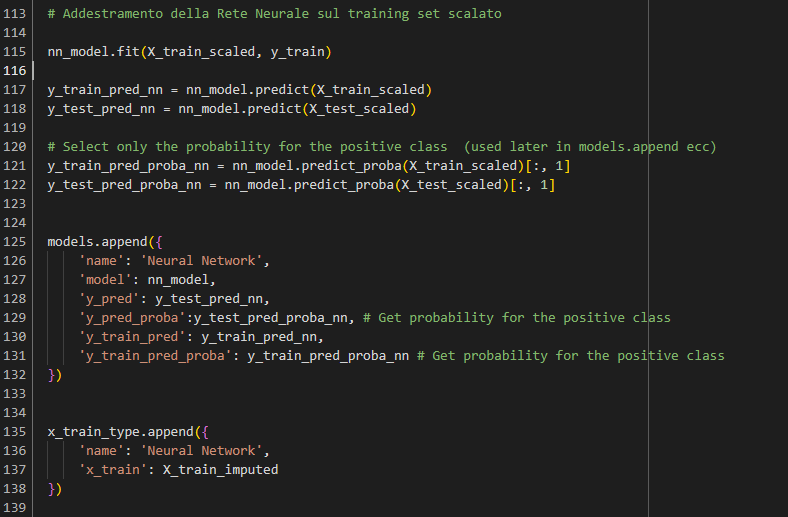 113 # Addestramento della Rete Neurale sul training set scalato
114
115 nn_model.fit(X_train_scaled, y_train)
116
117 y_train_pred_nn = nn_model.predict(X_train_scaled)
118 y_test_pred_nn = nn_model.predict(X_test_scaled)
119
120 # Select only the probability for the positive class  (used later in models.append ecc)
121 y_train_pred_proba_nn = nn_model.predict_proba(X_train_scaled)[:, 1]
122 y_test_pred_proba_nn = nn_model.predict_proba(X_test_scaled)[:, 1]
123
124
125 models.append({
126     'name': 'Neural Network',
127     'model': nn_model,
128     'y_pred': y_test_pred_nn,
129     'y_pred_proba':y_test_pred_proba_nn, # Get probability for the positive class
130     'y_train_pred': y_train_pred_nn,
131     'y_train_pred_proba': y_train_pred_proba_nn # Get probability for the positive class
132 })
133
134
135 x_train_type.append({
136     'name': 'Neural Network',
137     'x_train': X_train_imputed
138 })
139